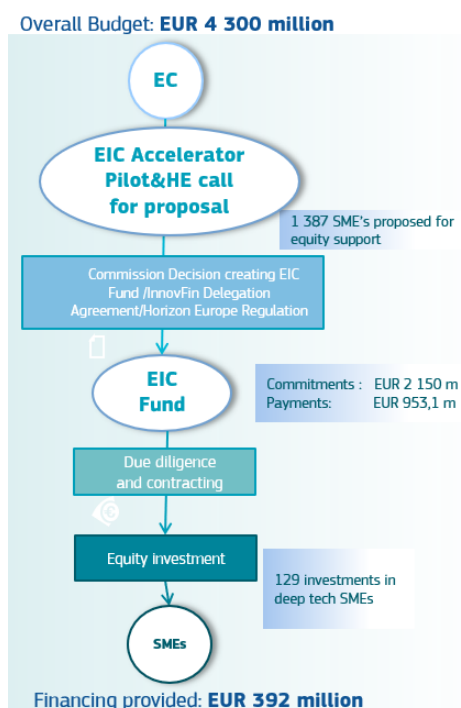 Overall Budget: EUR 4 300 million
EC
EIC Accelerator
Pilot&HE call
for proposal
1 387 SME's proposed for
equity support
Commission Decision creating EIC
Fund /InnovFin Delegation
Agreement/Horizon Europe Regulation
EIC
Fund
Commitments : EUR 2 150 m
Payments: EUR 953,1 m
Due diligence
and contracting
Equity investment
129 investments in
deep tech SMEs
SMEs
Financing provided: EUR 392 million